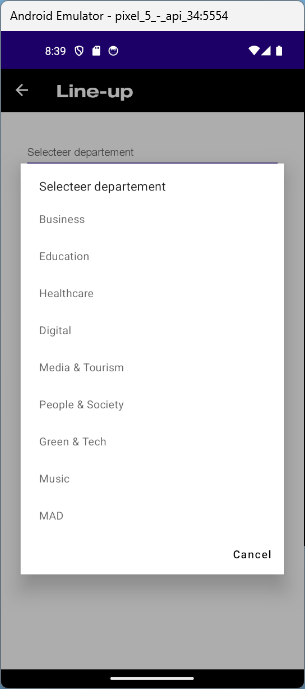 Android Emulator - pixel_5_-_api_34:5554
8:39
Line-up
Selecteer departement
Selecteer departement
Business
Education
Healthcare
Digital
Media & Tourism
People & Society
Green & Tech
Music
MAD
Cancel